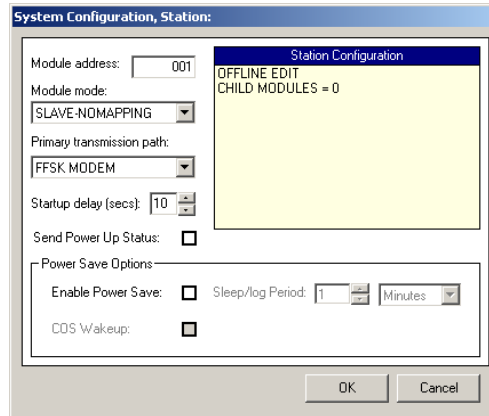 System Configuration, Station:
Module address: 001
Module mode:
SLAVE-NOMAPPING
Primary transmission path:
FFSK MODEM
Startup delay (secs): 10
Send Power Up Status:
Station Configuration
OFFLINE EDIT
CHILD MODULES = 0
Power Save Options
Enable Power Save:
Sleep/log Period: 1 Minutes
COS Wakeup:
OK
Cancel